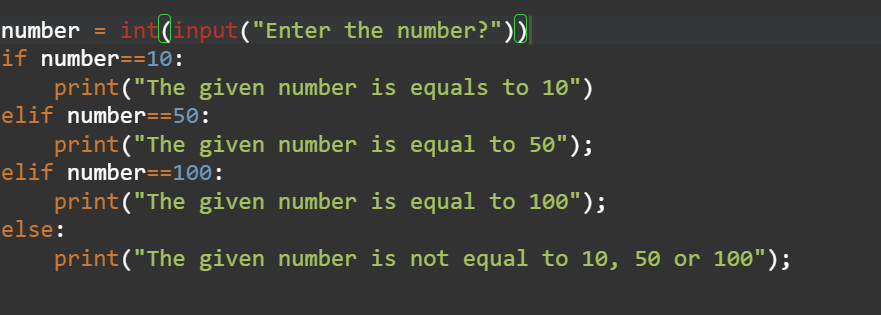 number = int(input("Enter the number?"))
if number==10:
    print("The given number is equals to 10")
elif number==50:
    print("The given number is equal to 50");
elif number==100:
    print("The given number is equal to 100");
else:
    print("The given number is not equal to 10, 50 or 100");